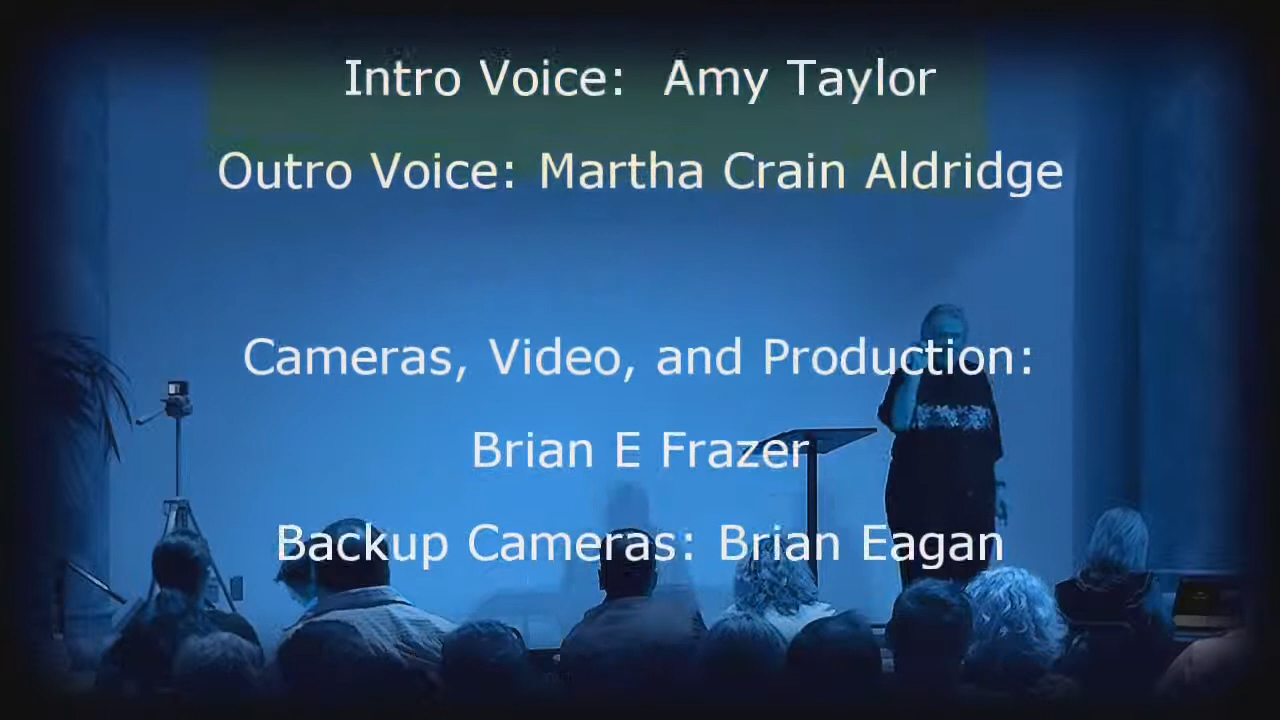 Intro Voice:  Amy Taylor
Outro Voice: Martha Crain Aldridge
Cameras, Video, and Production:
Brian E Frazer
Backup Cameras: Brian Eagan